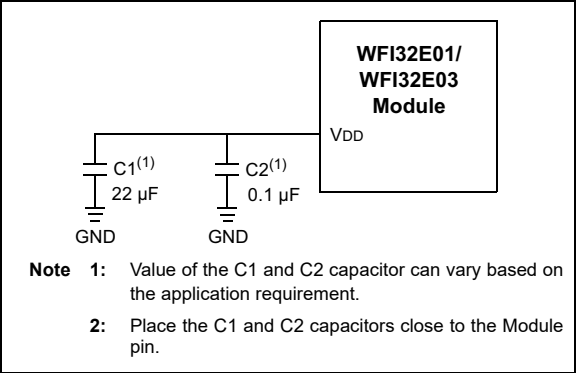 WFI32E01/
WFI32E03
Module
VDD
C1(1)
22 µF
GND
C2(1)
0.1 µF
GND
Note 1: Value of the C1 and C2 capacitor can vary based on
the application requirement.
2: Place the C1 and C2 capacitors close to the Module
pin.